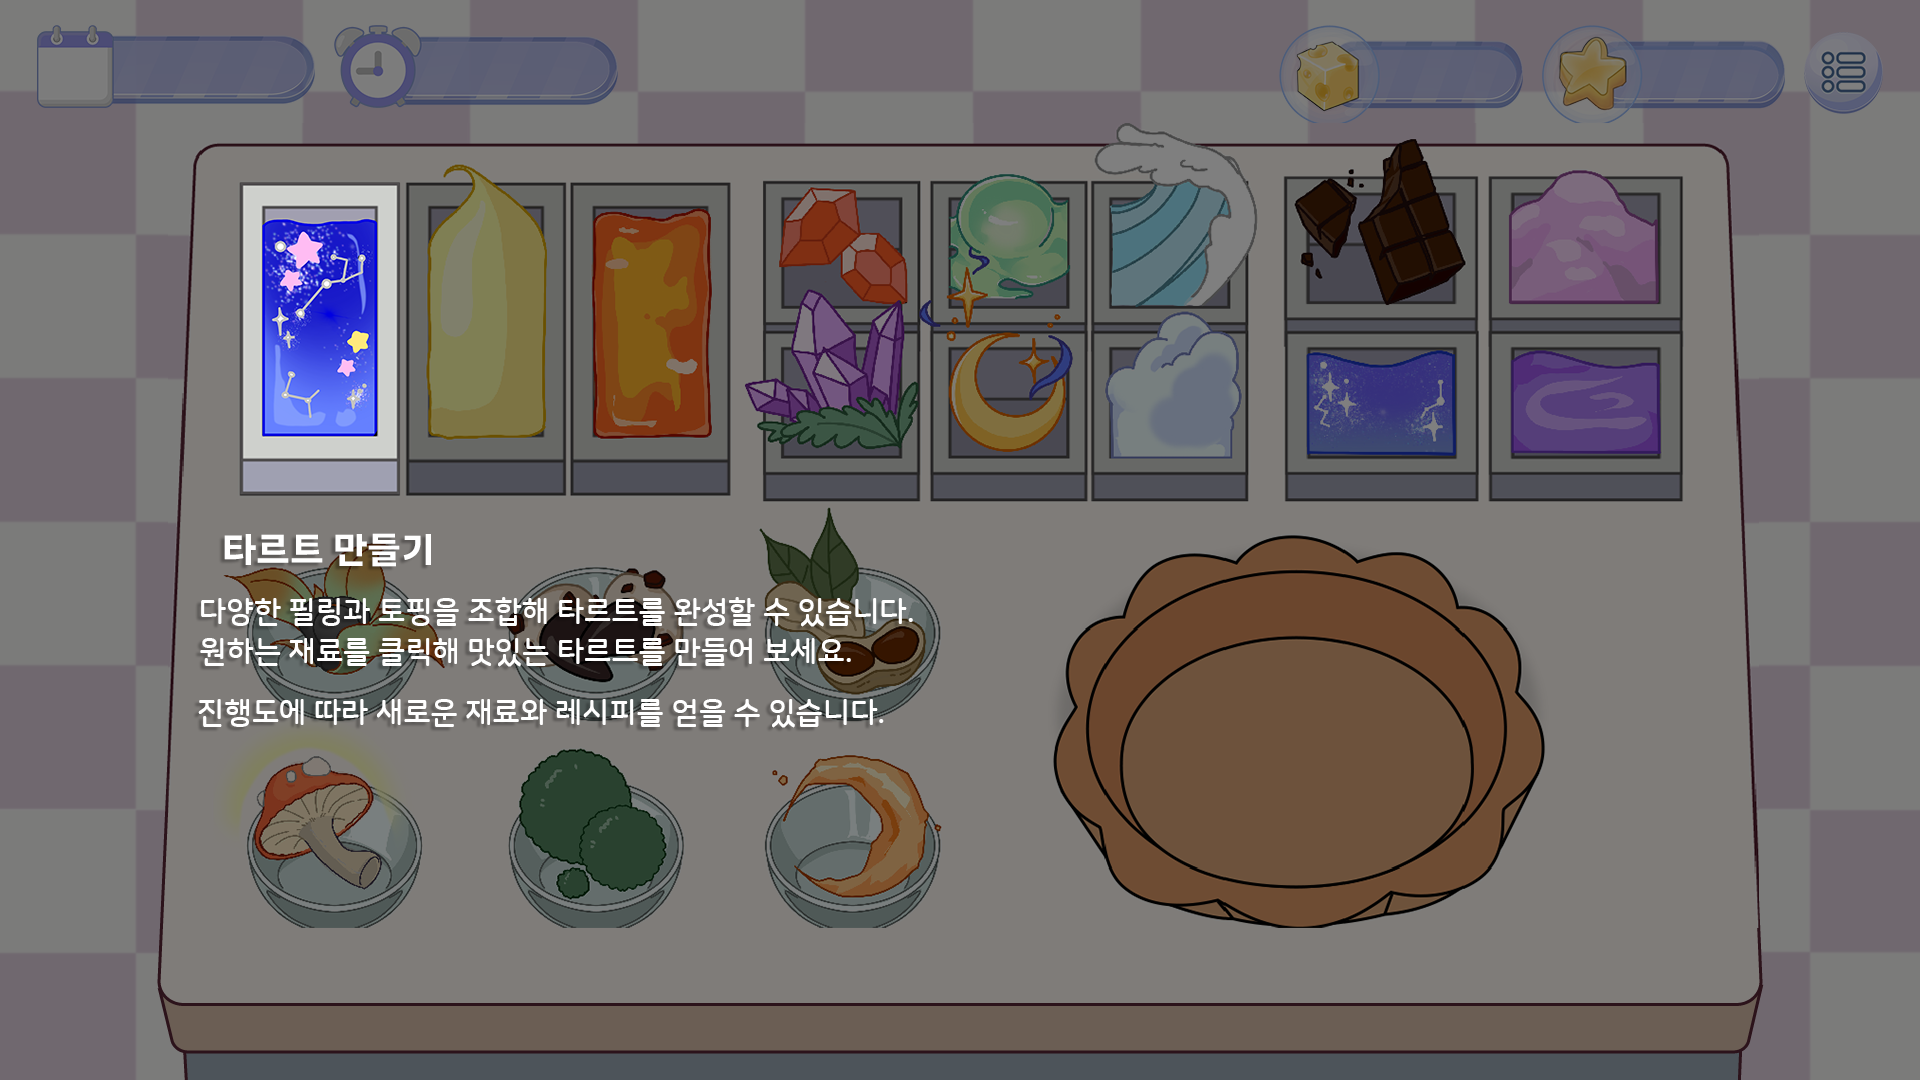 타르트 만들기
다양한 필링과 토핑을 조합해 타르트를 완성할 수 있습니다.
원하는 재료를 클릭해 맛있는 타르트를 만들어 보세요.
진행도에 따라 새로운 재료와 레시피를 얻을 수 있습니다.